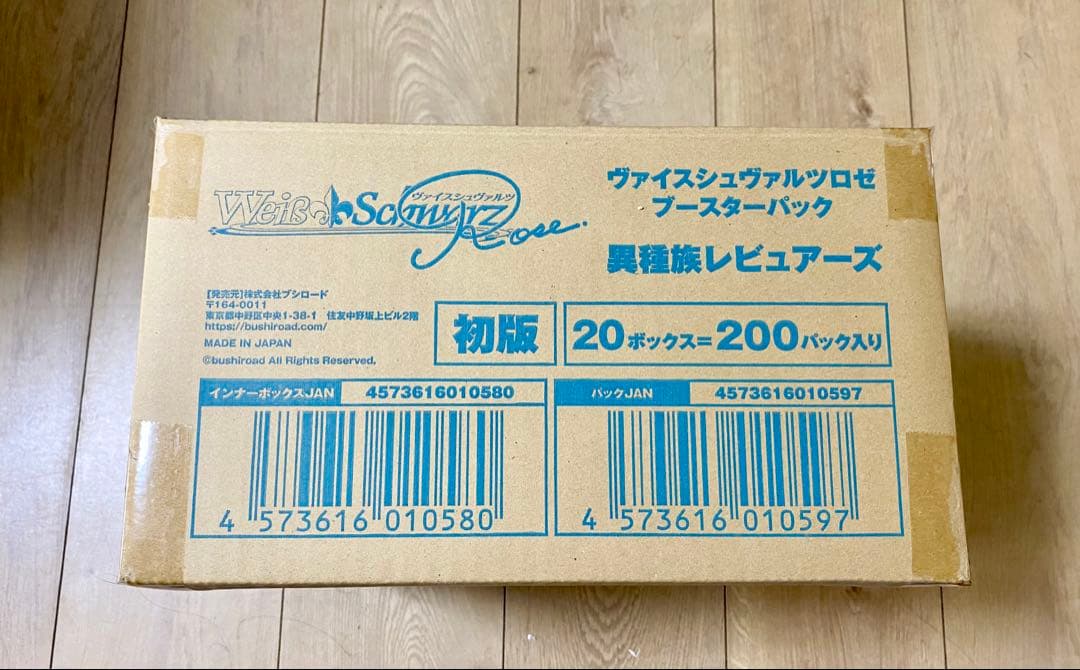 Weiß Schwarz
ヴァイスシュヴァルツ
Rose.
ヴァイスシュヴァルツロゼ
ブースターパック
異種族レビュアーズ
【発売元】株式会社ブシロード
〒164-0011
東京都中野区中央1-38-1 住友中野坂上ビル2階
https://bushiroad.com/
MADE IN JAPAN
©bushiroad All Rights Reserved.
初版
20ボックス=200パック入り
インナーボックスJAN 4573616010580
4 573616 010580
パックJAN 4573616010597
4 573616 010597